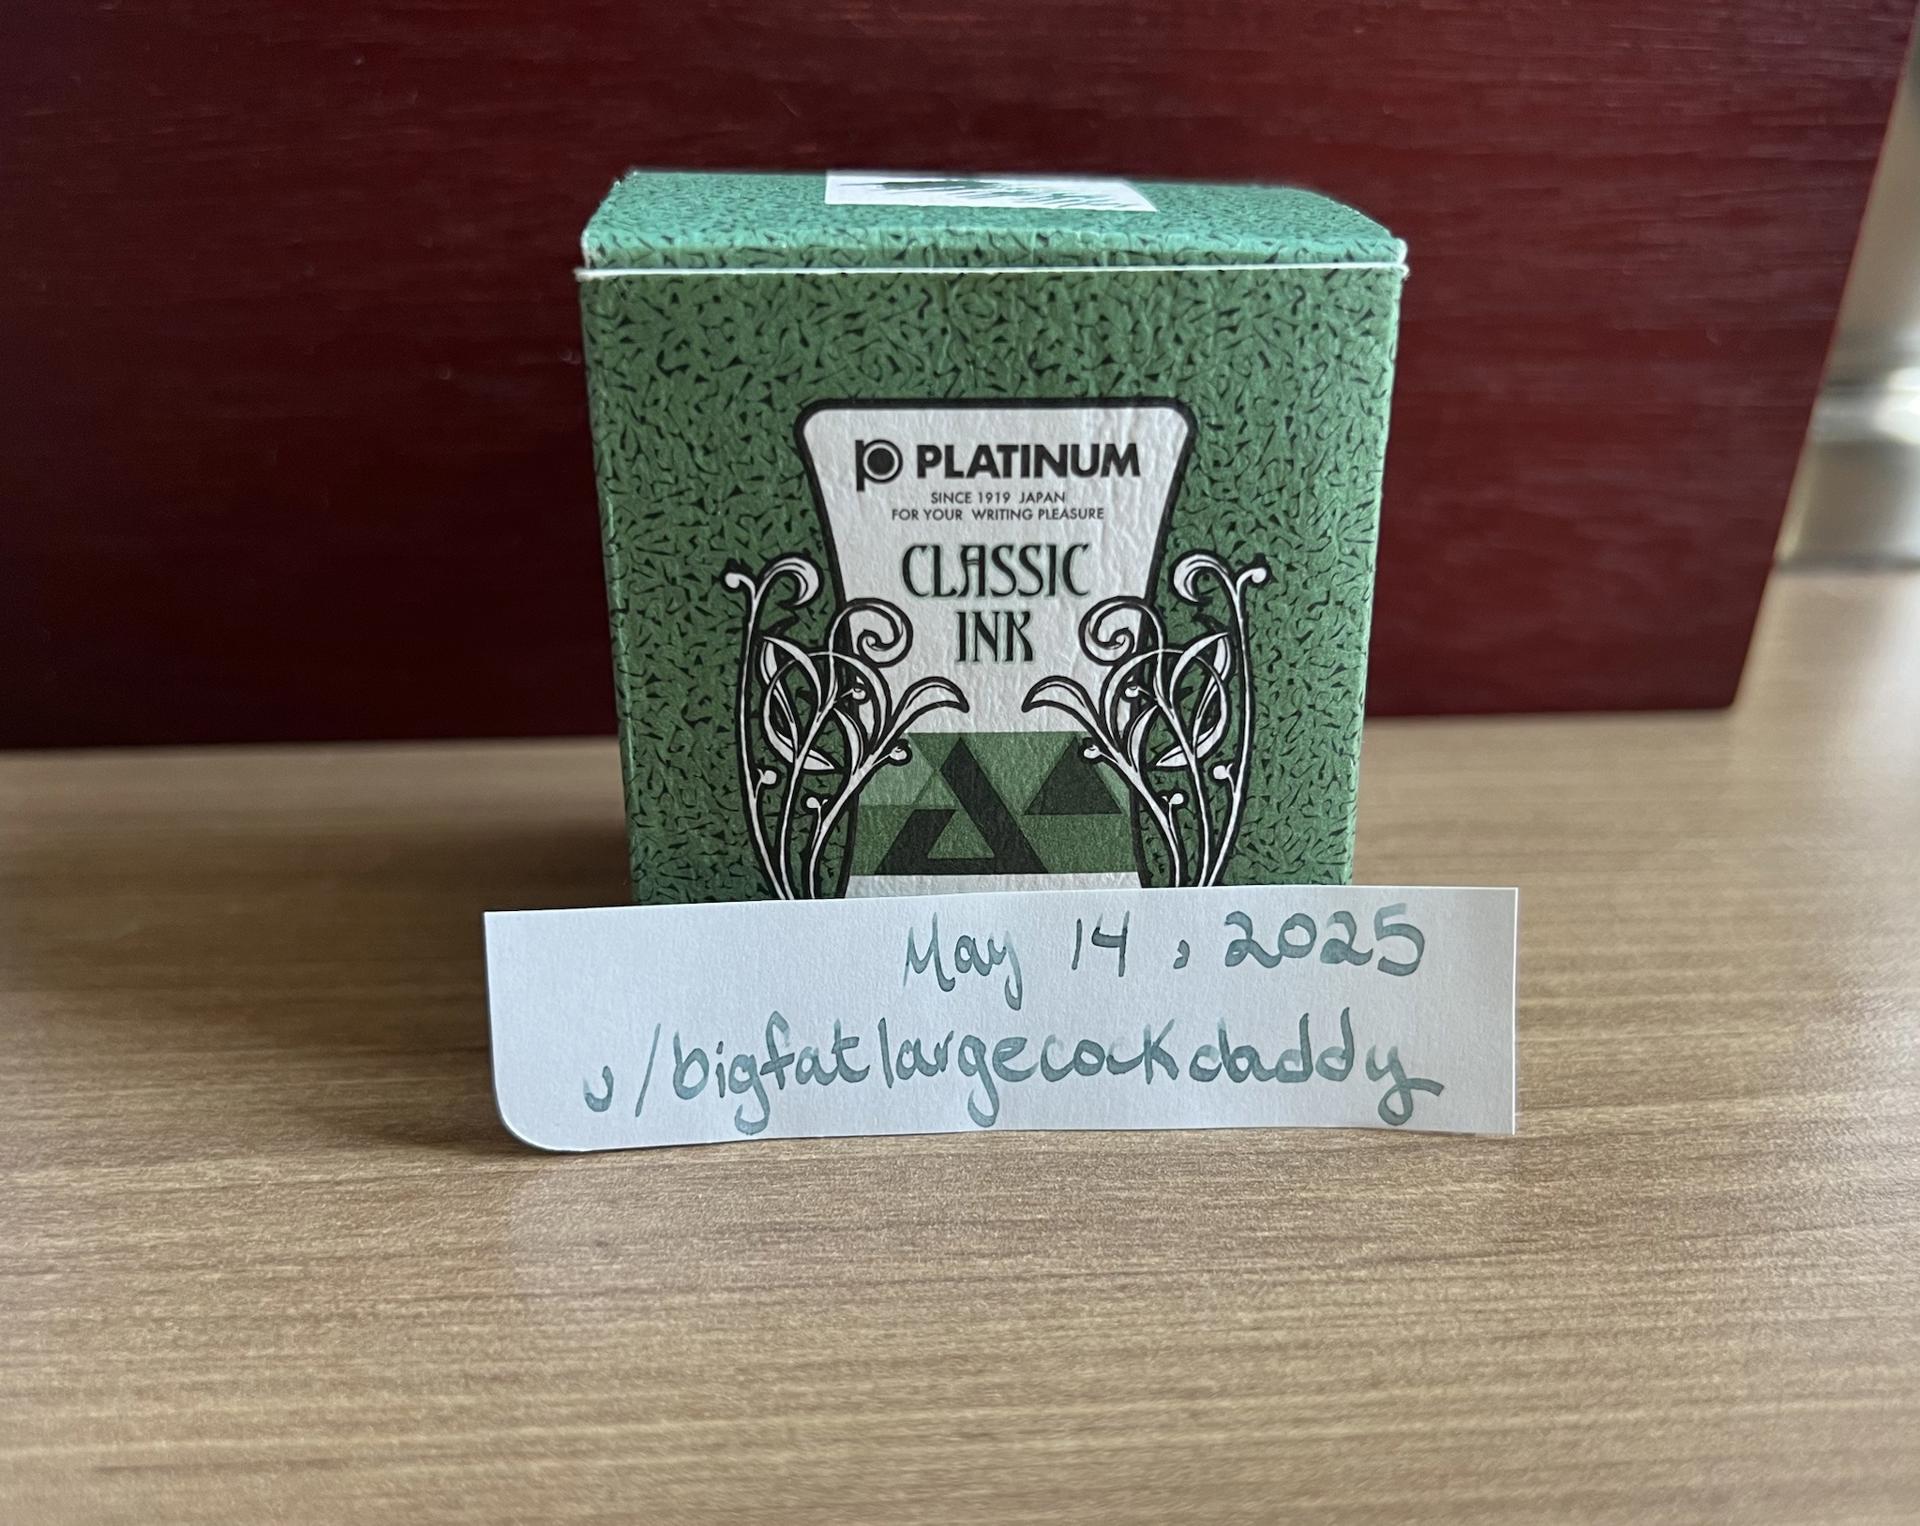 PLATINUM
SINCE 1919 JAPAN
FOR YOUR WRITING PLEASURE
CLASSIC
INK
May 14, 2025
u/bigfatlargecockdaddy